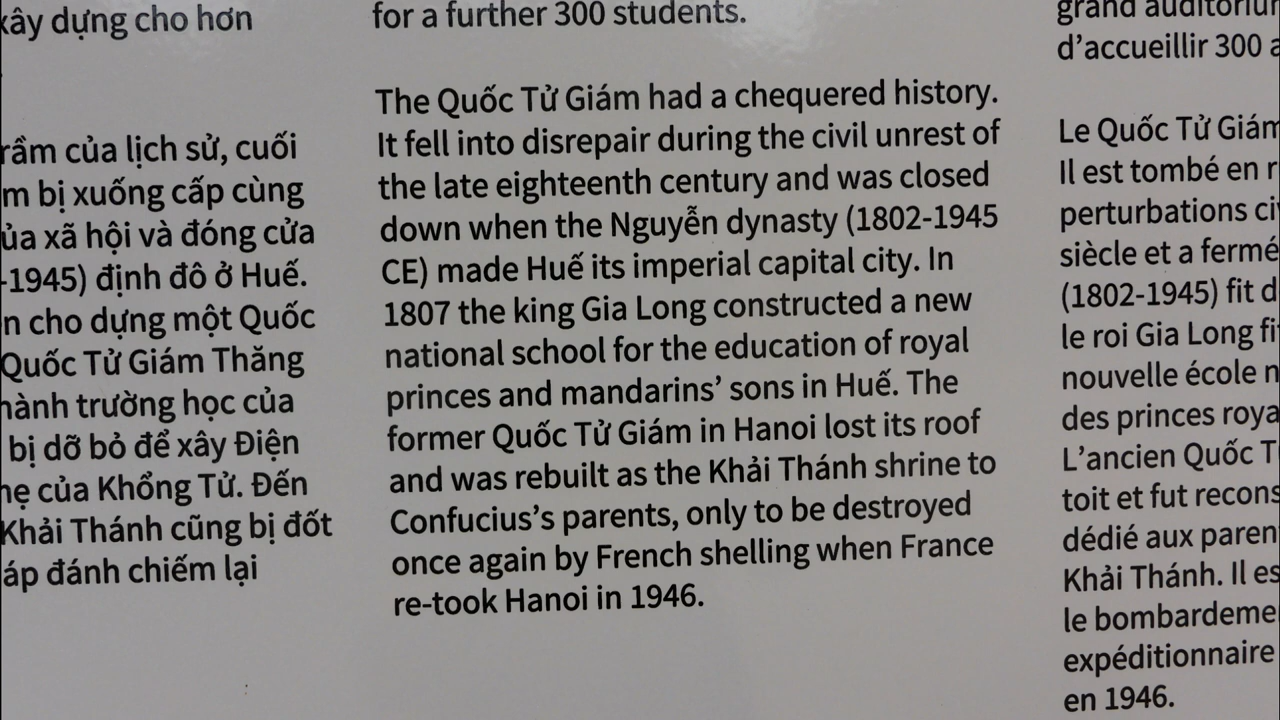 xây dựng cho hơn
rầm của lịch sử, cuối
m bị xuống cấp cùng
ủa xã hội và đóng cửa
-1945) định đô ở Huế.
n cho dựng một Quốc
Quốc Tử Giám Thăng
hành trường học của
bị dỡ bỏ để xây Điện
mẹ của Khổng Tử. Đến
Khải Thánh cũng bị đốt
áp đánh chiếm lại
for a further 300 students.
The Quốc Tử Giám had a chequered history.
It fell into disrepair during the civil unrest of
the late eighteenth century and was closed
down when the Nguyễn dynasty (1802-1945
CE) made Huế its imperial capital city. In
1807 the king Gia Long constructed a new
national school for the education of royal
princes and mandarins’ sons in Huế. The
former Quốc Tử Giám in Hanoi lost its roof
and was rebuilt as the Khải Thánh shrine to
Confucius’s parents, only to be destroyed
once again by French shelling when France
re-took Hanoi in 1946.
grand auditorium
d’accueillir 300 a
Le Quốc Tử Giám
Il est tombé en r
perturbations civ
siècle et a fermé
(1802-1945) fit d
le roi Gia Long fi
nouvelle école n
des princes roya
L’ancien Quốc T
toit et fut recons
dédié aux paren
Khải Thánh. Il es
le bombardeme
expéditionnaire
en 1946.